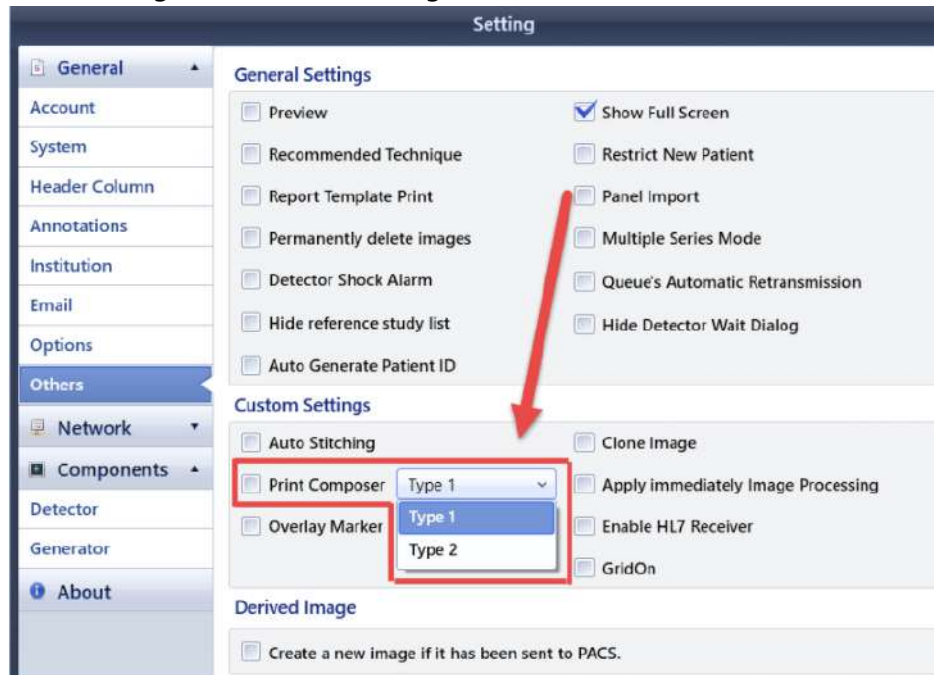 Setting
General
Account
System
Header Column
Annotations
Institution
Email
Options
Others
Network
Components
Detector
Generator
About
General Settings
Preview
Show Full Screen
Recommended Technique
Restrict New Patient
Report Template Print
Panel Import
Permanently delete images
Multiple Series Mode
Detector Shock Alarm
Queue's Automatic Retransmission
Hide reference study list
Hide Detector Wait Dialog
Auto Generate Patient ID
Custom Settings
Auto Stitching
Clone Image
Print Composer Type 1
Apply immediately Image Processing
Overlay Marker
Type 1
Type 2
Enable HL7 Receiver
GridOn
Derived Image
Create a new image if it has been sent to PACS.